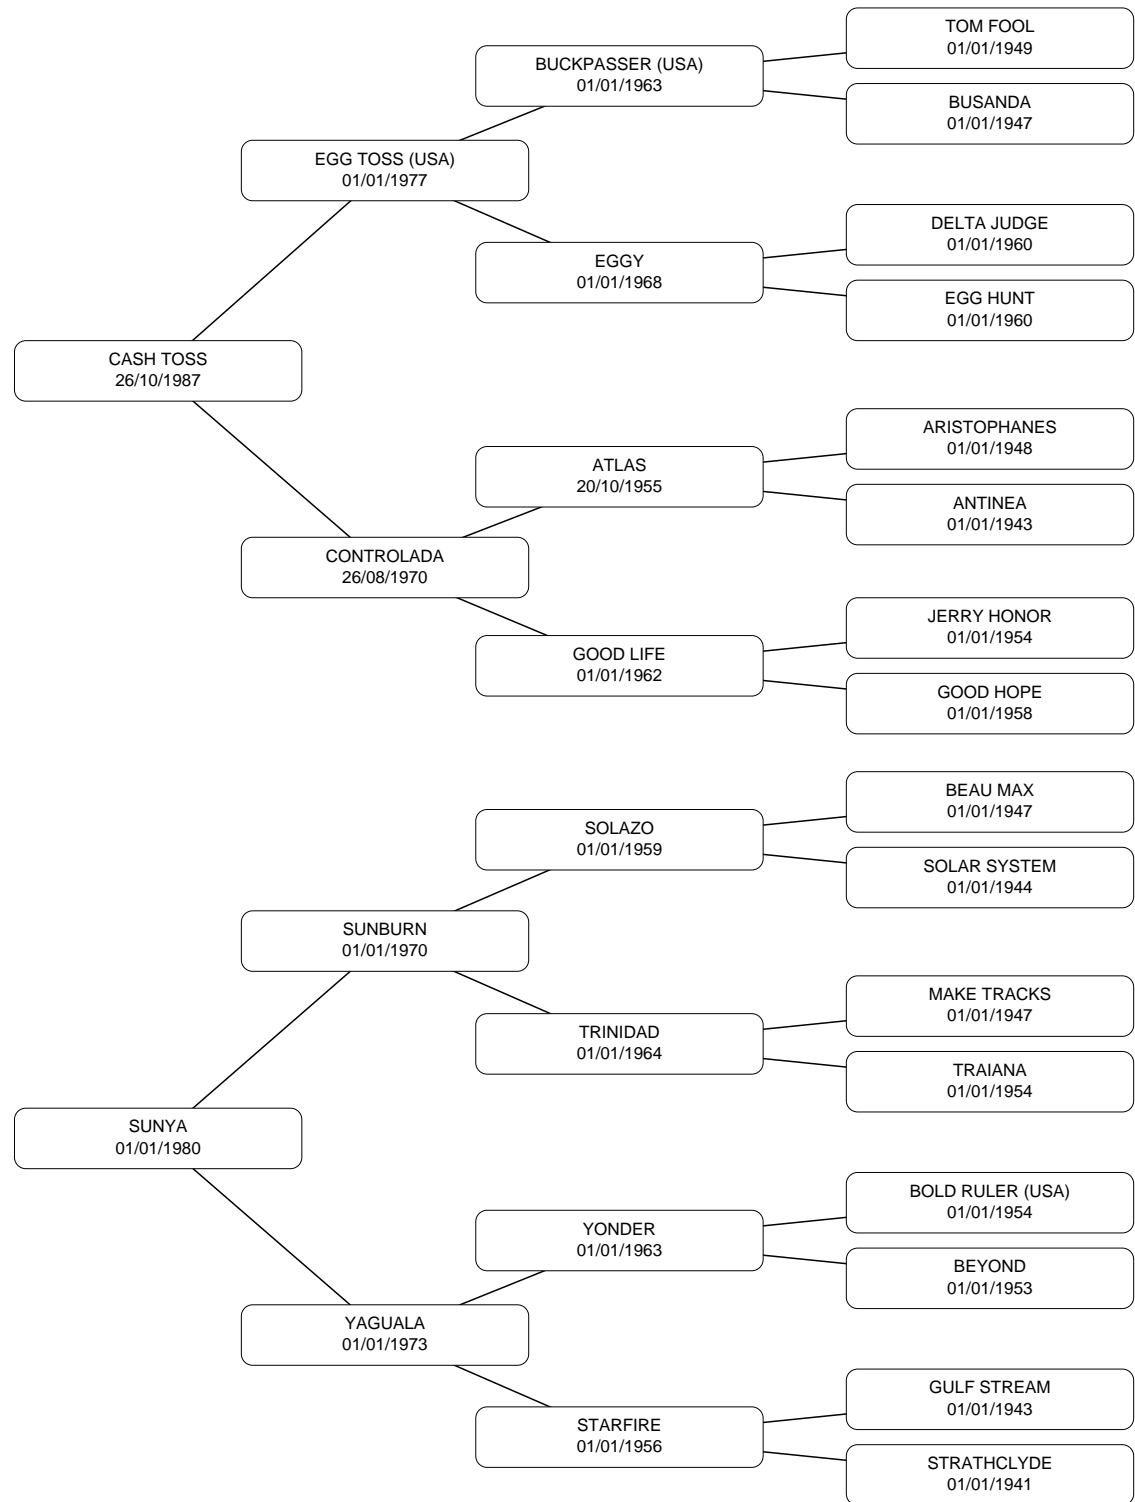 TOM FOOL
01/01/1949
BUCKPASSER (USA)
01/01/1963
BUSANDA
01/01/1947
EGG TOSS (USA)
01/01/1977
DELTA JUDGE
01/01/1960
EGGY
01/01/1968
EGG HUNT
01/01/1960
CASH TOSS
26/10/1987
ARISTOPHANES
01/01/1948
ATLAS
20/10/1955
ANTINEA
01/01/1943
CONTROLADA
26/08/1970
JERRY HONOR
01/01/1954
GOOD LIFE
01/01/1962
GOOD HOPE
01/01/1958
BEAU MAX
01/01/1947
SOLAZO
01/01/1959
SOLAR SYSTEM
01/01/1944
SUNBURN
01/01/1970
MAKE TRACKS
01/01/1947
TRINIDAD
01/01/1964
TRAIANA
01/01/1954
SUNYA
01/01/1980
BOLD RULER (USA)
01/01/1954
YONDER
01/01/1963
BEYOND
01/01/1953
YAGUALA
01/01/1973
GULF STREAM
01/01/1943
STARFIRE
01/01/1956
STRATHCLYDE
01/01/1941